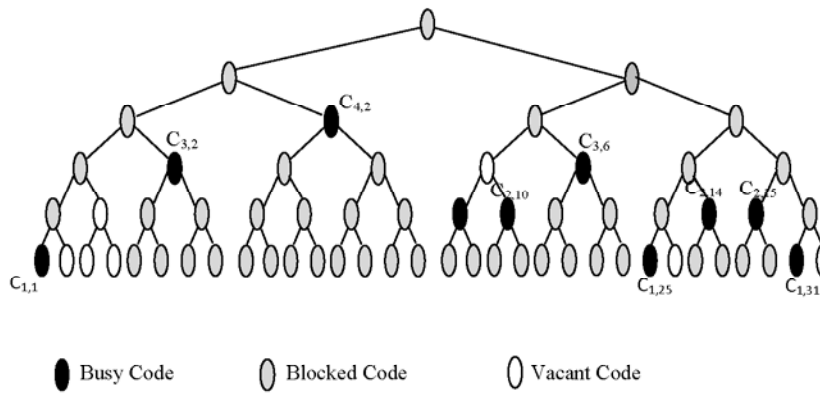 C4,2
C3,2
C3,6
C2,10
C2,14
C2,15
C1,1
C1,25
C1,31
Busy Code
Blocked Code
Vacant Code